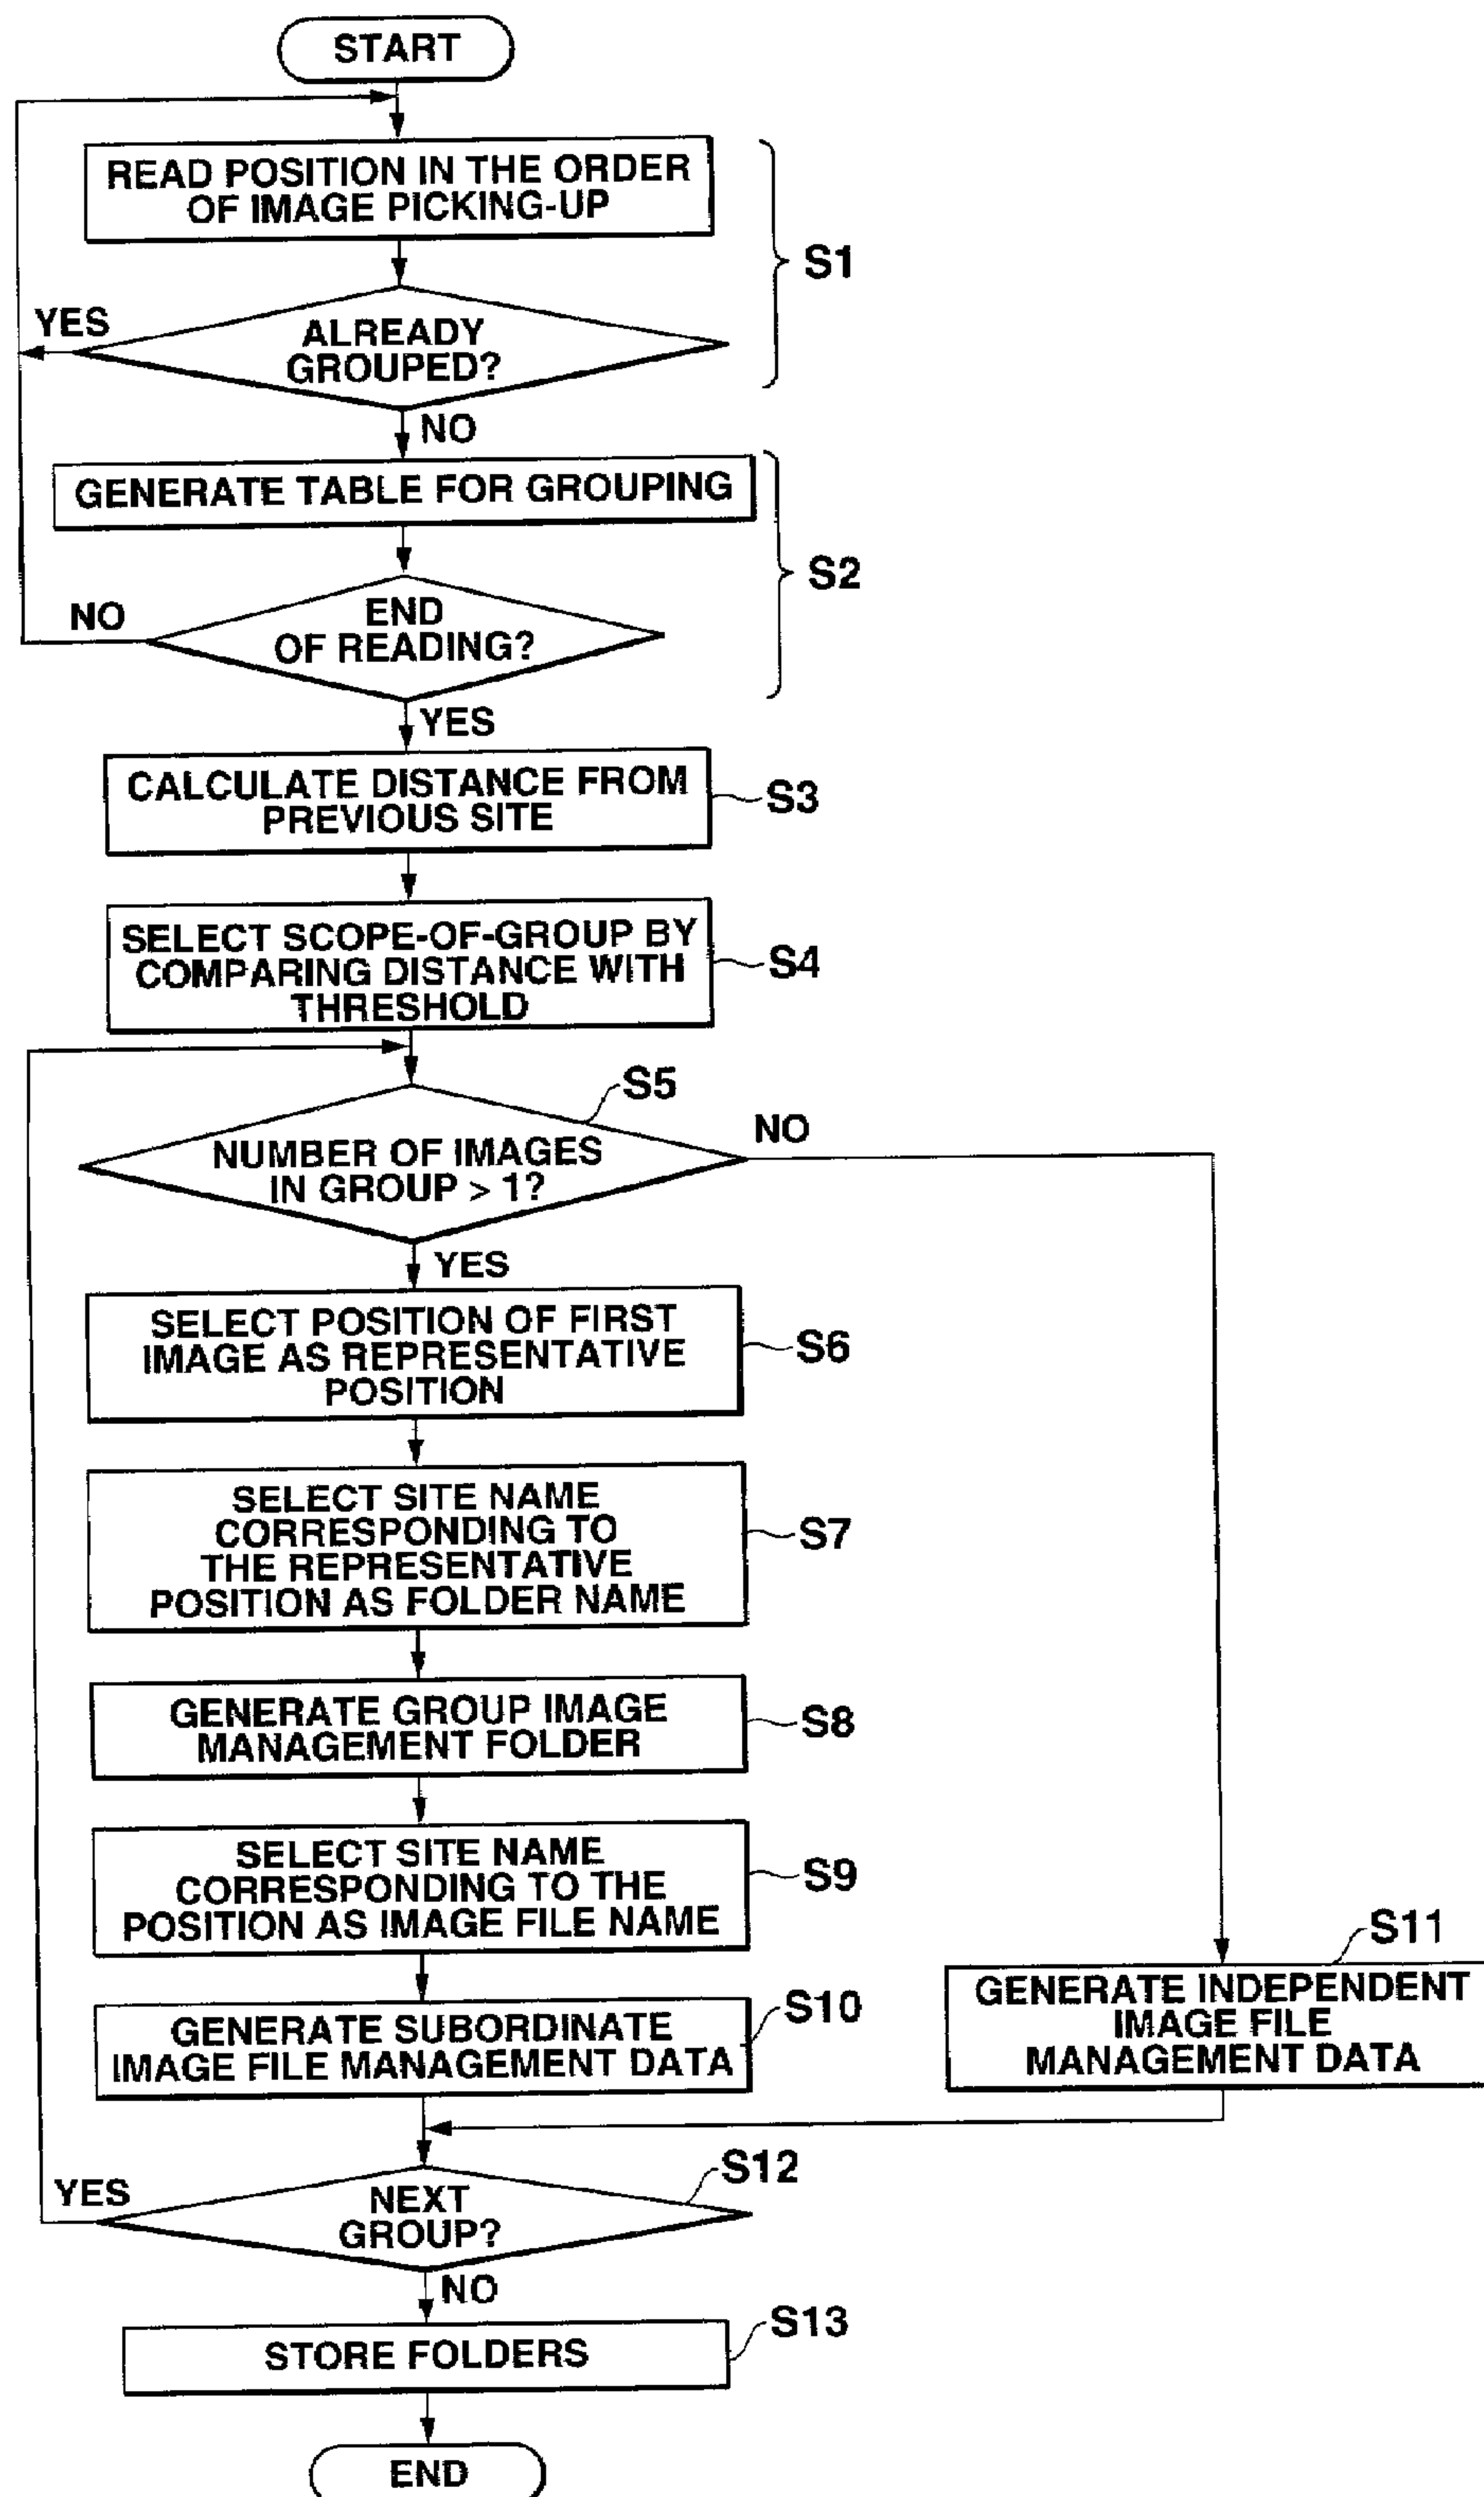 START
READ POSITION IN THE ORDER
OF IMAGE PICKING-UP
S1
YES
ALREADY
GROUPED?
NO
GENERATE TABLE FOR GROUPING
S2
NO
END
OF READING?
YES
CALCULATE DISTANCE FROM
PREVIOUS SITE
S3
SELECT SCOPE-OF-GROUP BY
COMPARING DISTANCE WITH
THRESHOLD
S4
S5
NO
NUMBER OF IMAGES
IN GROUP > 1?
YES
SELECT POSITION OF FIRST
IMAGE AS REPRESENTATIVE
POSITION
S6
SELECT SITE NAME
CORRESPONDING TO
THE REPRESENTATIVE
POSITION AS FOLDER NAME
S7
GENERATE GROUP IMAGE
MANAGEMENT FOLDER
S8
SELECT SITE NAME
CORRESPONDING TO THE
POSITION AS IMAGE FILE NAME
S9
S11
GENERATE INDEPENDENT
IMAGE FILE
MANAGEMENT DATA
S10
GENERATE SUBORDINATE
IMAGE FILE MANAGEMENT DATA
S12
YES
NEXT
GROUP?
NO
S13
STORE FOLDERS
END